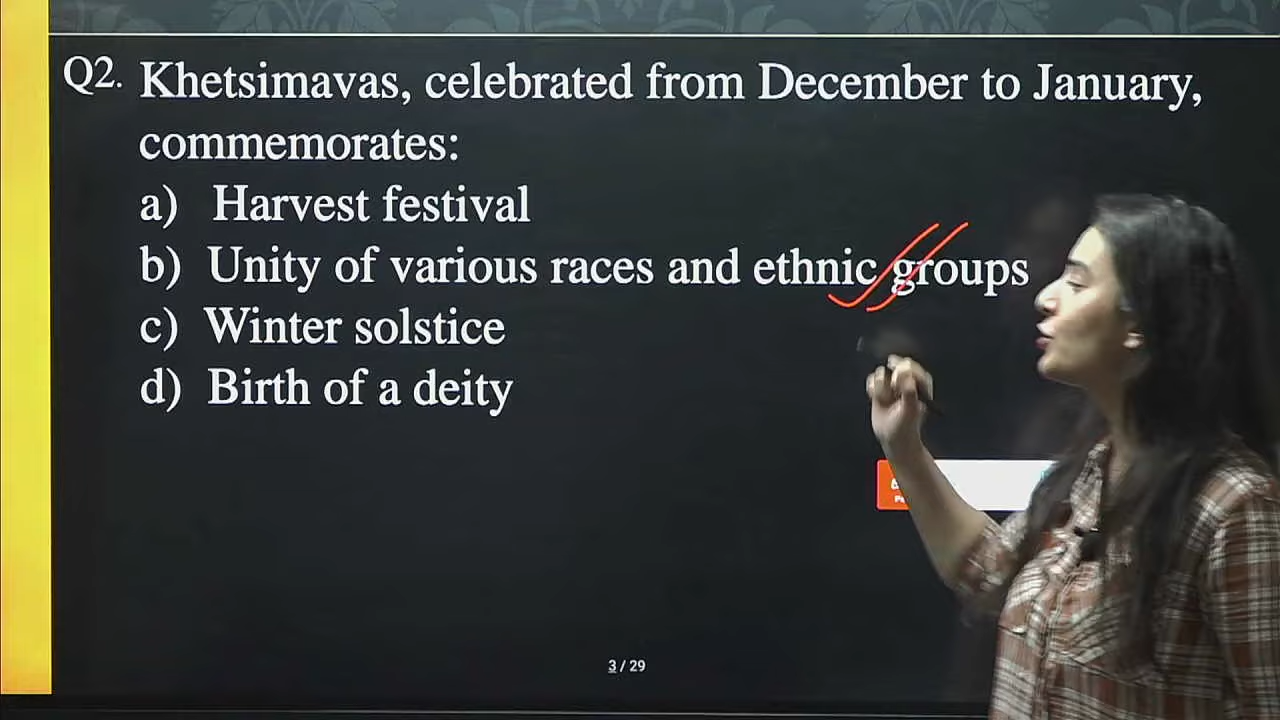 Q2. Khetsimavas, celebrated from December to January,
commemorates:
a) Harvest festival
b) Unity of various races and ethnic groups
c) Winter solstice
d) Birth of a deity
3 / 29